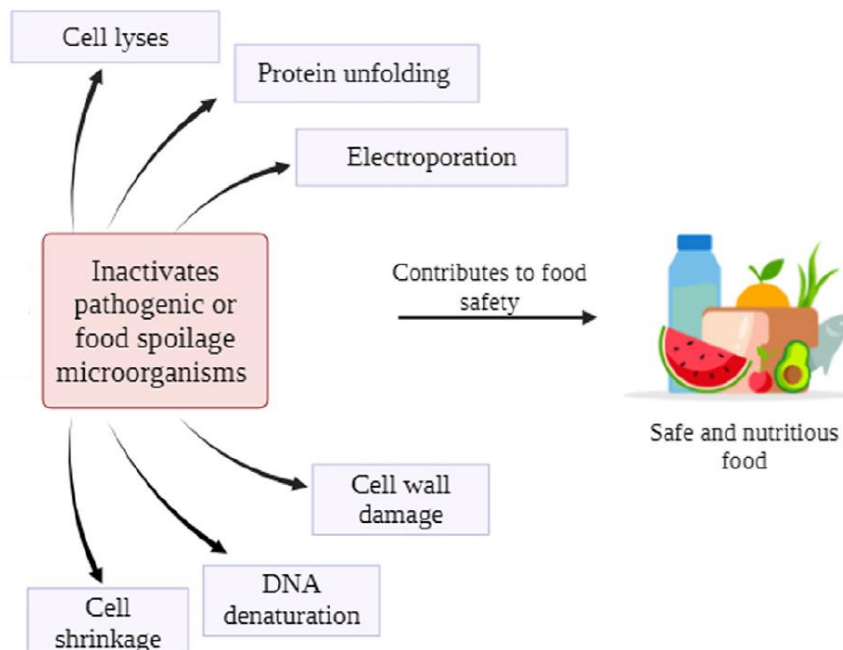 Cell lyses
Protein unfolding
Electroporation
Inactivates
pathogenic or
food spoilage
microorganisms
Contributes to food
safety
Safe and nutritious
food
Cell wall
damage
DNA
denaturation
Cell
shrinkage